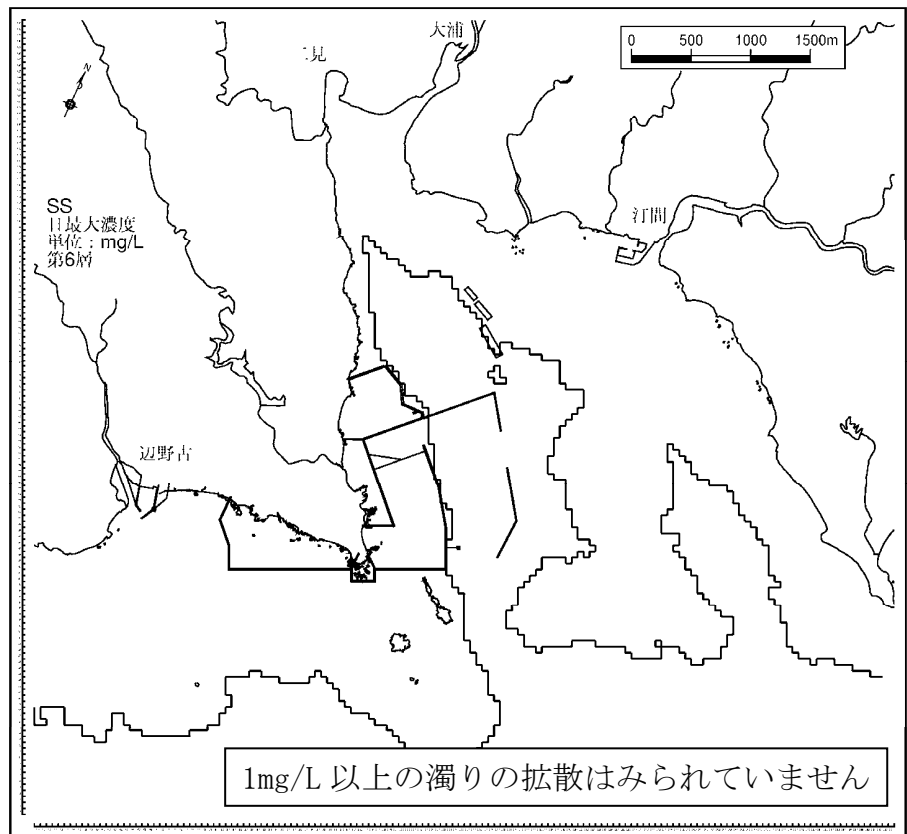 大浦
二見
0 500 1000 1500m
N
SS
日最大濃度
単位：mg/L
第6層
汀間
辺野古
1mg/L 以上の濁りの拡散はみられていません